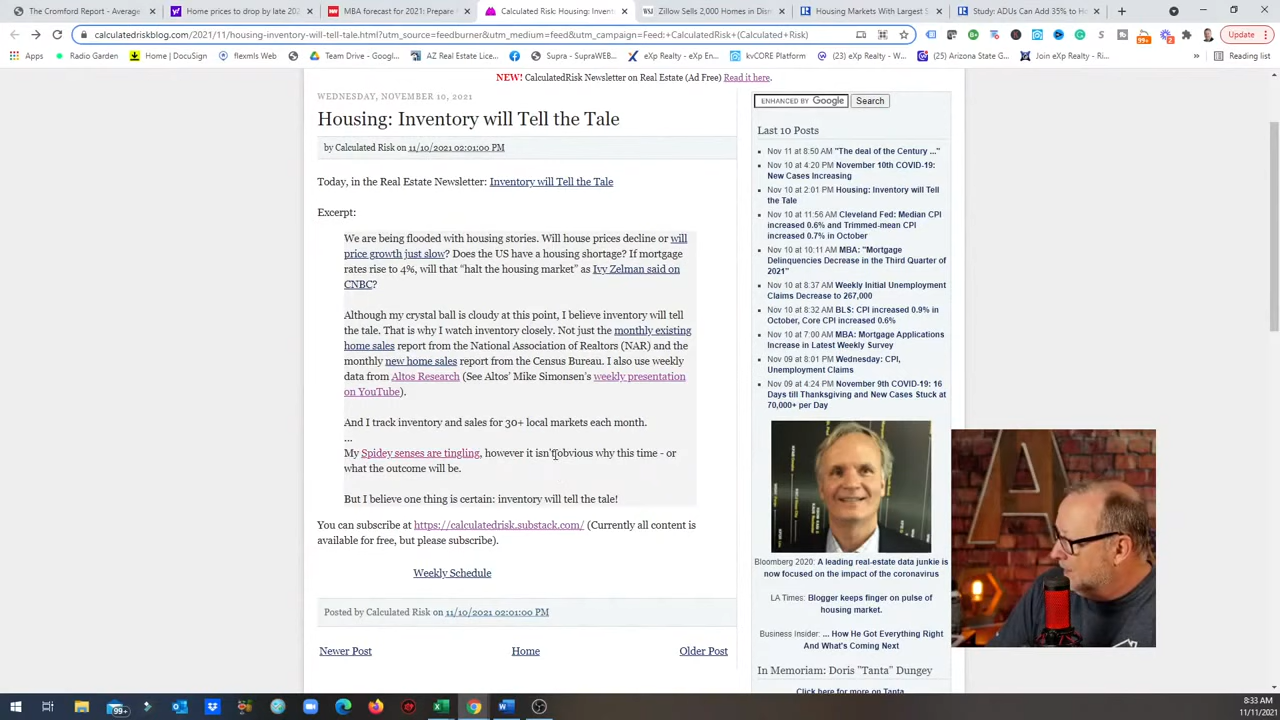 The Cromford Report - Average
Home prices to drop by late 202
MBA forecast for 2021: Prepare
Calculated Risk: Housing: Invent
Zillow Sells 2,000 Homes in Dis
Housing Markets With Largest S
Study: ADUs Can Add 35% to H
calculatedriskblog.com/2021/11/housing-inventory-will-tell-tale.html?utm_source=feedburner&utm_medium=feed&utm_campaign=Feed:+CalculatedRisk+(Calculated+Risk)
Update
Apps
Radio Garden
Home | DocuSign
flexmls Web
Team Drive - Googl...
AZ Real Estate Lice...
Supra - SupraWEB...
eXp Realty - eXp En...
kvCORE Platform
(23) eXp Realty - W...
(25) Arizona State G...
Join eXp Realty - Ri...
»
Reading list
NEW! CalculatedRisk Newsletter on Real Estate (Ad Free) Read it here.
WEDNESDAY, NOVEMBER 10, 2021
Housing: Inventory will Tell the Tale
by Calculated Risk on 11/10/2021 02:01:00 PM
Today, in the Real Estate Newsletter: Inventory will Tell the Tale
Excerpt:
We are being flooded with housing stories. Will house prices decline or will
price growth just slow? Does the US have a housing shortage? If mortgage
rates rise to 4%, will that "halt the housing market" as Ivy Zelman said on
CNBC?
Although my crystal ball is cloudy at this point, I believe inventory will tell
the tale. That is why I watch inventory closely. Not just the monthly existing
home sales report from the National Association of Realtors (NAR) and the
monthly new home sales report from the Census Bureau. I also use weekly
data from Altos Research (See Altos' Mike Simonsen's weekly presentation
on YouTube).
And I track inventory and sales for 30+ local markets each month.
...
My Spidey senses are tingling, however it isn't obvious why this time - or
what the outcome will be.
But I believe one thing is certain: inventory will tell the tale!
You can subscribe at https://calculatedrisk.substack.com/ (Currently all content is
available for free, but please subscribe).
Weekly Schedule
Posted by Calculated Risk on 11/10/2021 02:01:00 PM
Newer Post
Home
Older Post
ENHANCED BY Google
Search
Last 10 Posts
Nov 11 at 8:50 AM "The deal of the Century ..."
Nov 10 at 4:20 PM November 10th COVID-19:
New Cases Increasing
Nov 10 at 2:01 PM Housing: Inventory will Tell
the Tale
Nov 10 at 11:56 AM Cleveland Fed: Median CPI
increased 0.6% and Trimmed-mean CPI
increased 0.7% in October
Nov 10 at 10:11 AM MBA: "Mortgage
Delinquencies Decrease in the Third Quarter of
2021"
Nov 10 at 8:37 AM Weekly Initial Unemployment
Claims Decrease to 267,000
Nov 10 at 8:32 AM BLS: CPI increased 0.9% in
October, Core CPI increased 0.6%
Nov 10 at 7:00 AM MBA: Mortgage Applications
Increase in Latest Weekly Survey
Nov 09 at 8:01 PM Wednesday: CPI,
Unemployment Claims
Nov 09 at 4:24 PM November 9th COVID-19: 16
Days till Thanksgiving and New Cases Stuck at
70,000+ per Day
Bloomberg 2020: A leading real-estate data junkie is
now focused on the impact of the coronavirus
LA Times: Blogger keeps finger on pulse of
housing market.
Business Insider: ... How He Got Everything Right
And What's Coming Next
In Memoriam: Doris "Tanta" Dungey
Click here for more on Tanta
99+
8:33 AM
11/11/2021